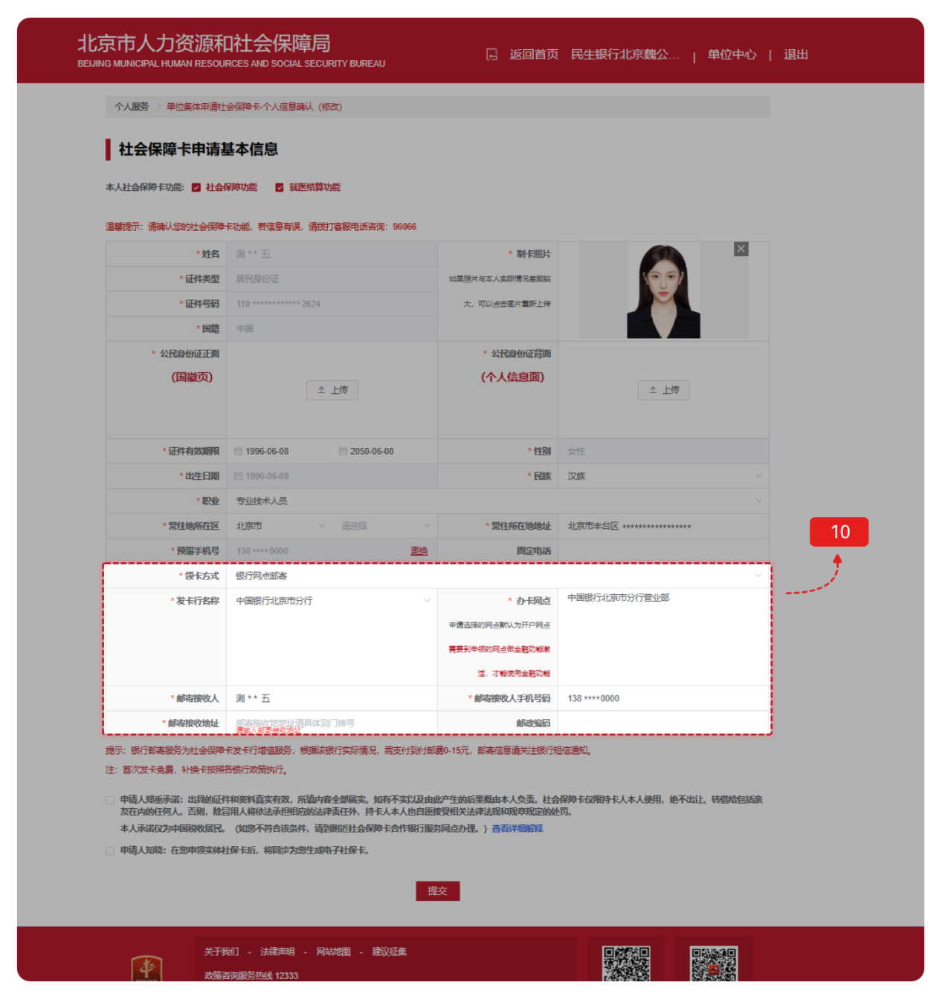 北京市人力资源和社会保障局
BEIJING MUNICIPAL HUMAN RESOURCES AND SOCIAL SECURITY BUREAU
返回首页 民生银行北京魏公... | 单位中心 | 退出
个人服务 > 单位集体申请社会保障卡-个人信息确认（修改）
社会保障卡申请基本信息
本人社会保障卡功能: 社会保障功能 就医结算功能
温馨提示：请确认您的社会保障卡功能，若信息有误，请拨打客服电话咨询：96066
* 姓名 测 * * 五
* 制卡照片
* 证件类型 居民身份证
如果照片与本人实际情况差距较
* 证件号码 110 ************ 2624
大，可以点击图片重新上传
* 国籍 中国
* 公民身份证正面
(国徽页)
上传
* 公民身份证背面
(个人信息面)
上传
* 证件有效期限 1996-06-08 2050-06-08
* 性别 女性
* 出生日期 1996-06-08
* 民族 汉族
* 职业 专业技术人员
* 常住地所在区 北京市 请选择
* 常住所在地地址 北京市丰台区 *****************
* 预留手机号 138 **** 0000 更换
固定电话
10
* 领卡方式 银行网点邮寄
* 发卡行名称 中国银行北京市分行
* 办卡网点 中国银行北京市分行营业部
申请选择的网点默认为开户网点
需要到申领的网点做金融功能激
活，才能使用金融功能
* 邮寄接收人 测 * * 五
* 邮寄接收人手机号码 138 ****0000
* 邮寄接收地址 邮寄接收地址请具体到门牌号
请输入邮寄接收地址
邮政编码
提示：银行邮寄服务为社会保障卡发卡行增值服务，根据该银行实际情况，需支付到付邮费0-15元，邮寄信息请关注银行短信通知。
注：首次发卡免费，补换卡按照各银行政策执行。
申请人郑重承诺：出具的证件和资料真实有效，所填内容全部属实。如有不实以及由此产生的后果概由本人负责。社会保障卡仅限持卡人本人使用，绝不出让、转借给包括亲
友在内的任何人。否则，除冒用人将依法承担相应的法律责任外，持卡人本人也自愿接受相关法律法规和规章规定的处罚。
本人承诺仅为中国税收居民。（如您不符合该条件，请到附近社会保障卡合作银行服务网点办理。）查看详细解释
申请人知晓：在您申领实体社保卡后，将同步为您生成电子社保卡。
提交
关于我们 - 法律声明 - 网站地图 - 建议征集
政策咨询服务热线 12333